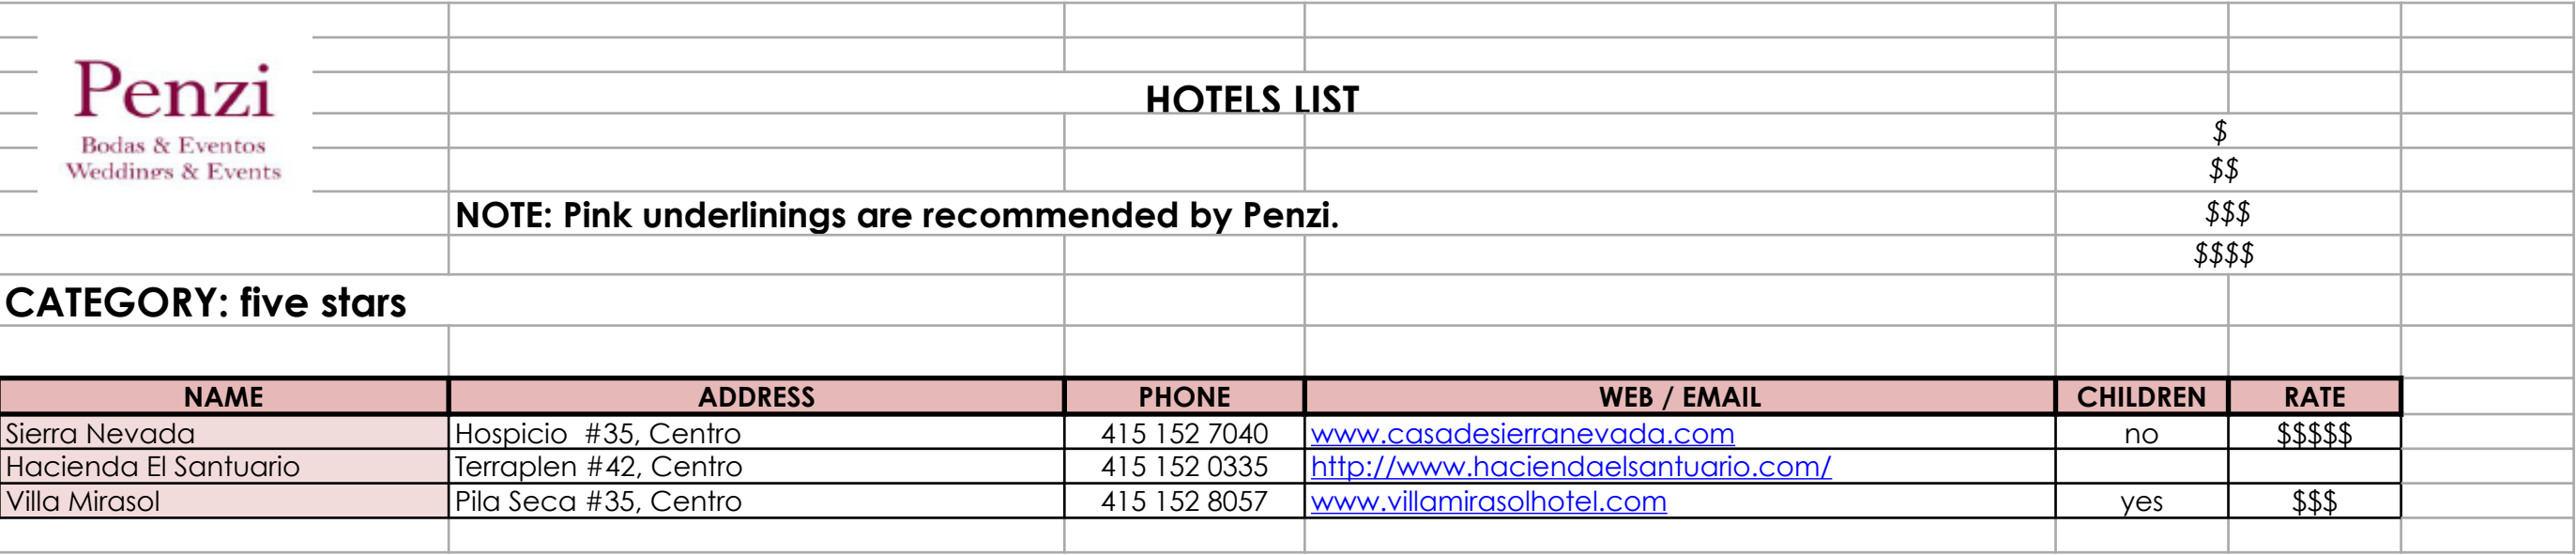 Penzi
Bodas & Eventos
Weddings & Events
HOTELS LIST
$
$$
NOTE: Pink underlinings are recommended by Penzi.
$$$
$$$$
CATEGORY: five stars
NAME ADDRESS PHONE WEB / EMAIL CHILDREN RATE
Sierra Nevada Hospicio #35, Centro 415 152 7040 www.casadesierranevada.com no $$$$$
Hacienda El Santuario Terraplen #42, Centro 415 152 0335 http://www.haciendaelsantuario.com/
Villa Mirasol Pila Seca #35, Centro 415 152 8057 www.villamirasolhotel.com yes $$$